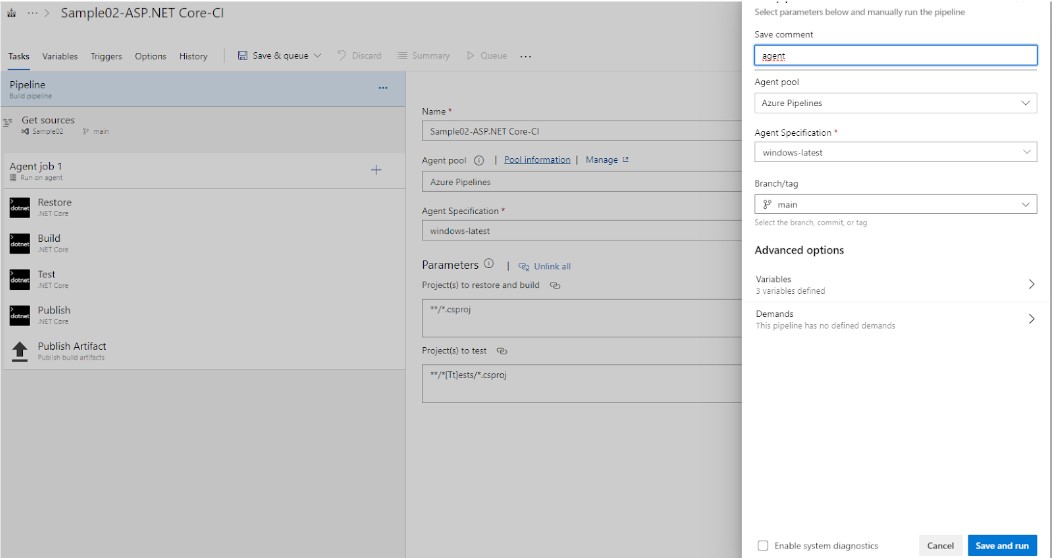 ··· > Sample02-ASP.NET Core-CI
Tasks Variables Triggers Options History Save & queue Discard Summary Queue ···
Pipeline
Build pipeline
···
Get sources
Sample02 main
Agent job 1
Run on agent
+
dotnet
Restore
.NET Core
dotnet
Build
.NET Core
dotnet
Test
.NET Core
dotnet
Publish
.NET Core
Publish Artifact
Publish build artifacts
Name *
Sample02-ASP.NET Core-CI
Agent pool | Pool information | Manage
Azure Pipelines
Agent Specification *
windows-latest
Parameters | Unlink all
Project(s) to restore and build
**/*.csproj
Project(s) to test
**/*[Tt]ests/*.csproj
Select parameters below and manually run the pipeline
Save comment
agent
Agent pool
Azure Pipelines
Agent Specification *
windows-latest
Branch/tag
main
Select the branch, commit, or tag
Advanced options
Variables
3 variables defined
Demands
This pipeline has no defined demands
Enable system diagnostics Cancel Save and run